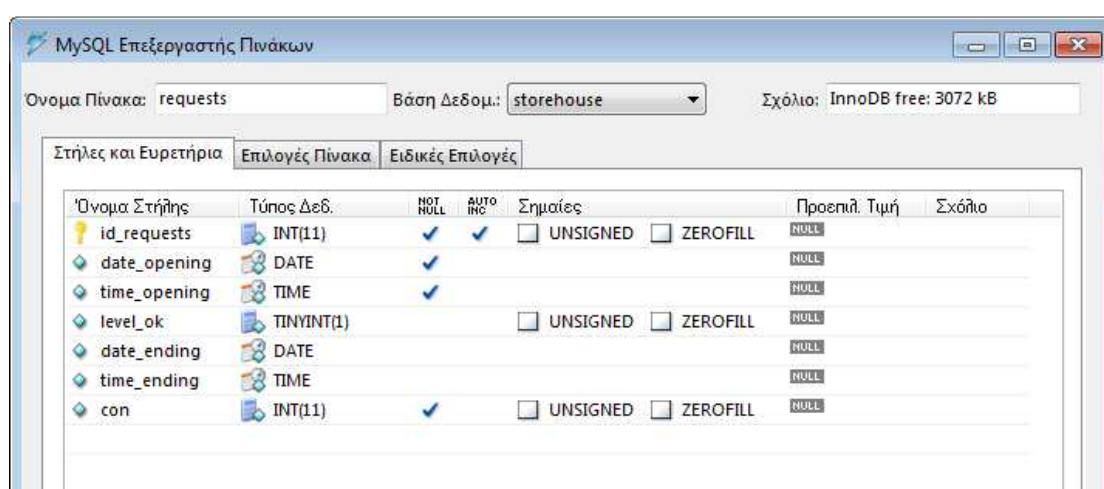 MySQL Επεξεργαστής Πινάκων
Όνομα Πίνακα: requests Βάση Δεδομ.: storehouse Σχόλιο: InnoDB free: 3072 kB
Στήλες και Ευρετήρια Επιλογές Πίνακα Ειδικές Επιλογές
Όνομα Στήλης Τύπος Δεδ. NOT NULL AUTO INC Σημαίες Προεπιλ. Τιμή Σχόλιο
id_requests INT(11) UNSIGNED ZEROFILL NULL
date_opening DATE NULL
time_opening TIME NULL
level_ok TINYINT(1) UNSIGNED ZEROFILL NULL
date_ending DATE NULL
time_ending TIME NULL
con INT(11) UNSIGNED ZEROFILL NULL